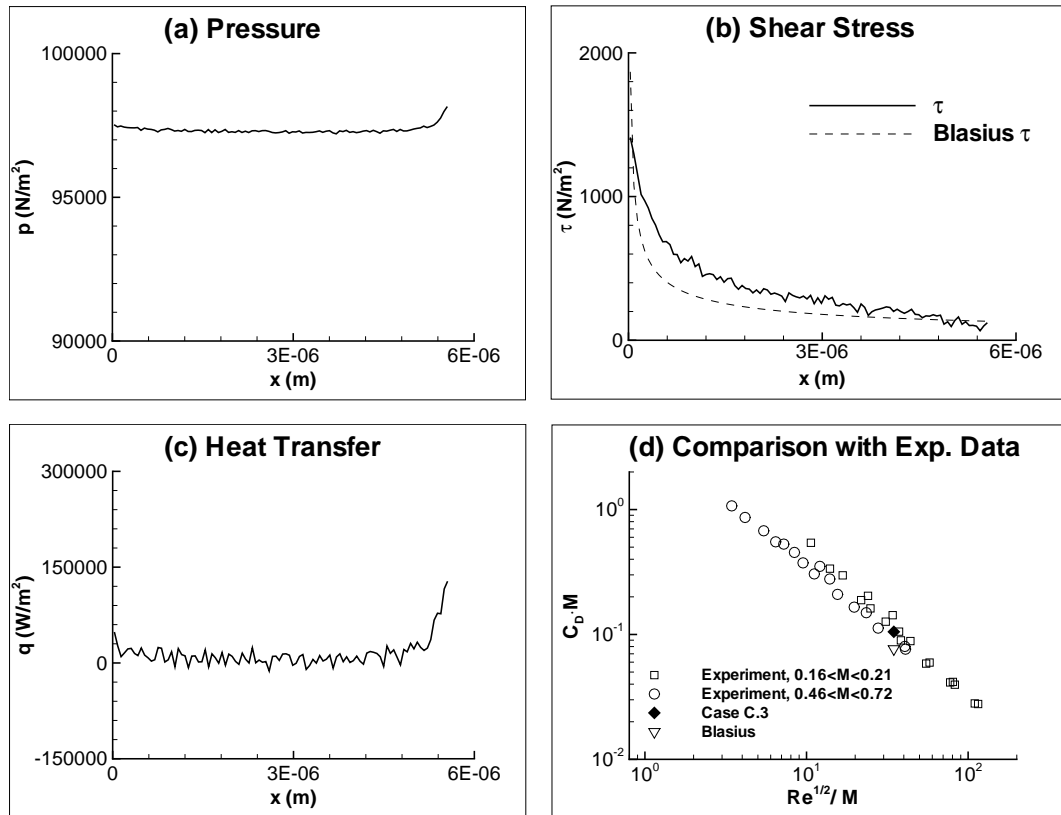 (a) Pressure
100000
95000
90000
p (N/m²)
0
3E-06
6E-06
x (m)
(b) Shear Stress
2000
1000
0
τ (N/m²)
τ
Blasius τ
0
3E-06
6E-06
x (m)
(c) Heat Transfer
300000
150000
0
-150000
q (W/m²)
0
3E-06
6E-06
x (m)
(d) Comparison with Exp. Data
10⁰
10⁻¹
10⁻²
C_D·M
Experiment, 0.16<M<0.21
Experiment, 0.46<M<0.72
Case C.3
Blasius
10⁰
10¹
10²
Re^{1/2}/ M